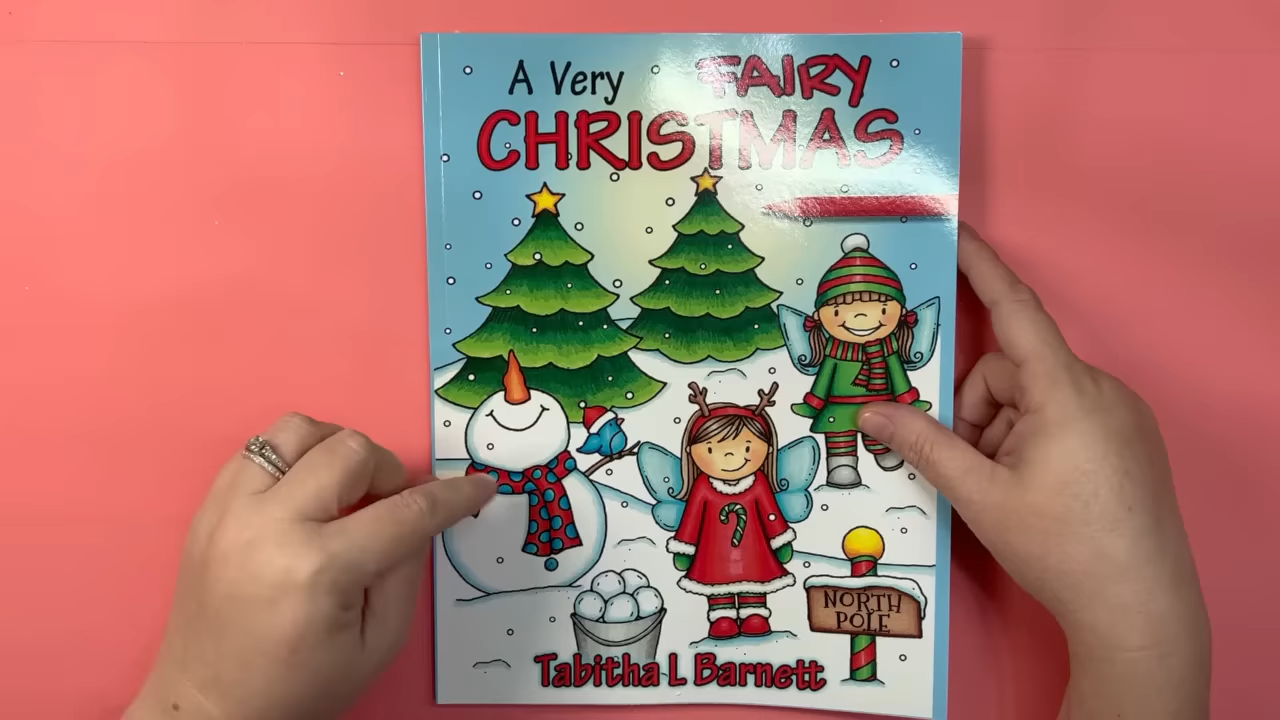 A Very FAIRY
CHRISTMAS
NORTH
POLE
Tabitha L Barnett